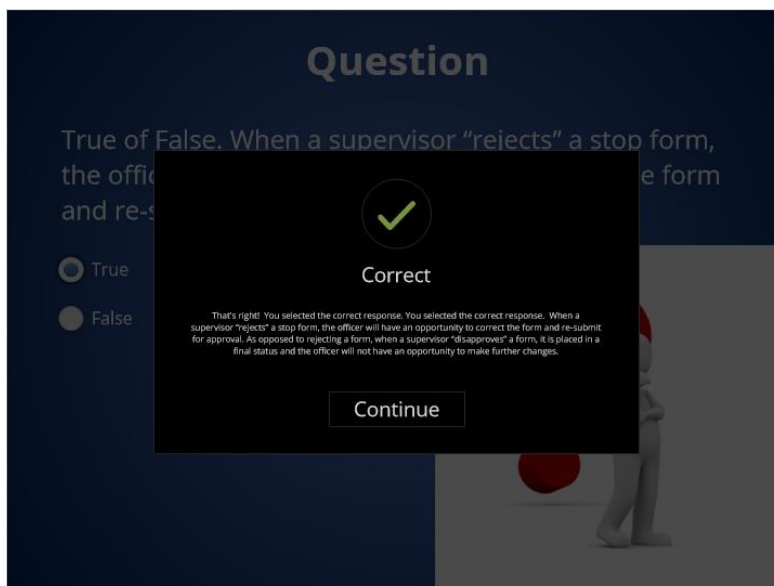 Question
True of False. When a supervisor "rejects" a stop form,
the offic e form
and re-s
True
False
Correct
That's right! You selected the correct response. You selected the correct response. When a
supervisor "rejects" a stop form, the officer will have an opportunity to correct the form and re-submit
for approval. As opposed to rejecting a form, when a supervisor "disapproves" a form, it is placed in a
final status and the officer will not have an opportunity to make further changes.
Continue